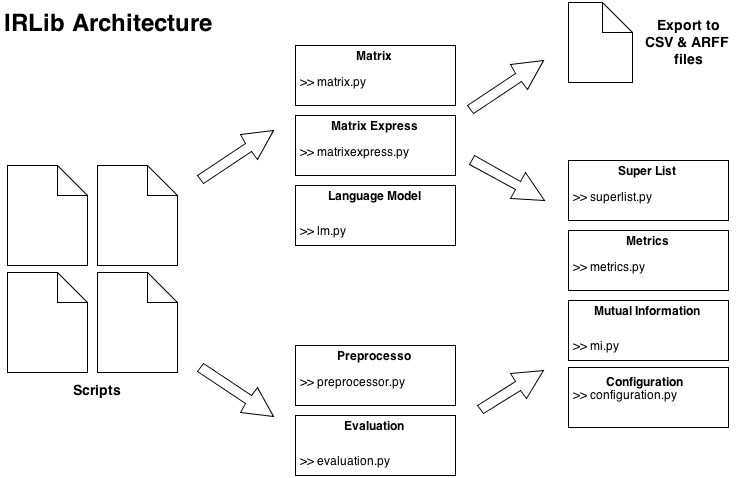 IRLib Architecture
Scripts
Matrix
>> matrix.py
Matrix Express
>> matrixexpress.py
Language Model
>> lm.py
Preprocesso
>> preprocessor.py
Evaluation
>> evaluation.py
Export to
CSV & ARFF
files
Super List
>> superlist.py
Metrics
>> metrics.py
Mutual Information
>> mi.py
Configuration
>> configuration.py